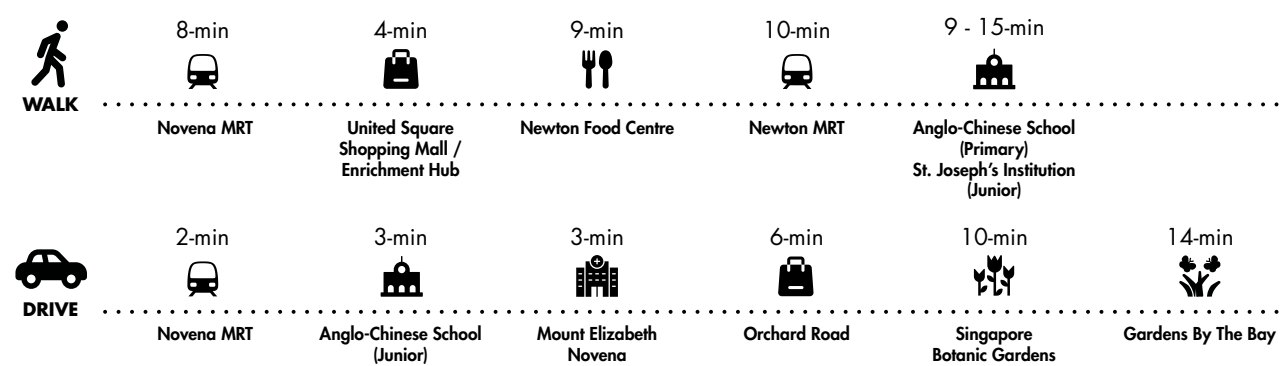 8-min
4-min
9-min
10-min
9 - 15-min
WALK
Novena MRT
United Square
Shopping Mall /
Enrichment Hub
Newton Food Centre
Newton MRT
Anglo-Chinese School
(Primary)
St. Joseph's Institution
(Junior)
2-min
3-min
3-min
6-min
10-min
14-min
DRIVE
Novena MRT
Anglo-Chinese School
(Junior)
Mount Elizabeth
Novena
Orchard Road
Singapore
Botanic Gardens
Gardens By The Bay